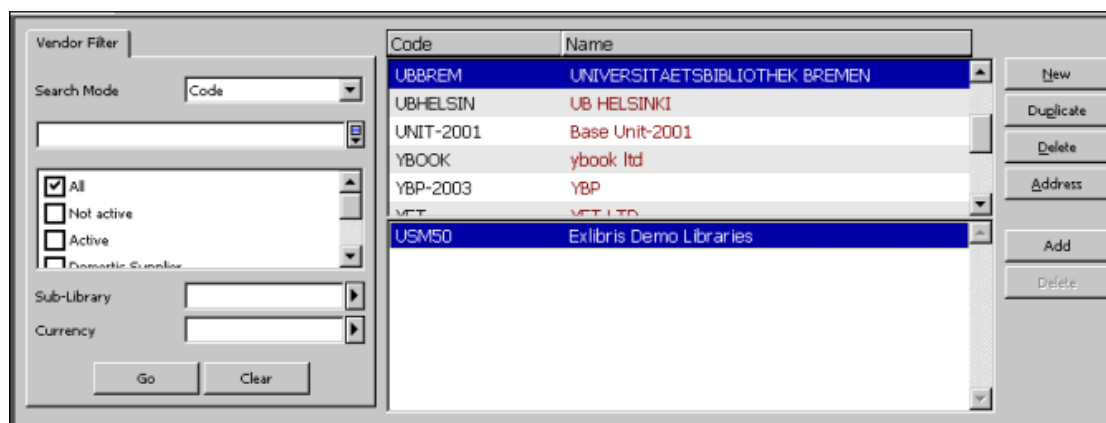 Vendor Filter
Search Mode
Code
All
Not active
Active
Domestic Supplier
Sub-Library
Currency
Go
Clear
Code Name
UBBREM UNIVERSITAETSBIBLIOTHEK BREMEN
UBHELSIN UB HELSINKI
UNIT-2001 Base Unit-2001
YBOOK ybook ltd
YBP-2003 YBP
USM50 Exlibris Demo Libraries
New
Duplicate
Delete
Address
Add
Delete